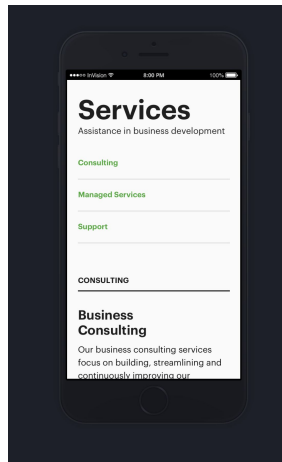 ●●●○○ InVision 8:00 PM 100%
Services
Assistance in business development
Consulting
Managed Services
Support
CONSULTING
Business
Consulting
Our business consulting services
focus on building, streamlining and
continuously improving our